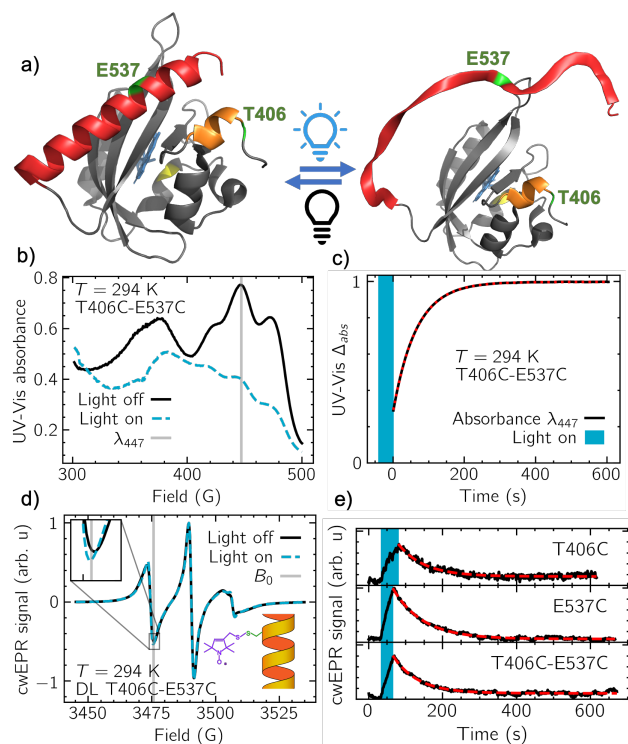 a)
E537
T406
E537
T406
b)
UV-Vis absorbance
0.8
0.6
0.4
0.2
T = 294 K
T406C-E537C
Light off
Light on
λ447
300
400
500
Field (G)
c)
UV-Vis Δabs
1
0
T = 294 K
T406C-E537C
Absorbance λ447
Light on
0
200
400
600
Time (s)
d)
cwEPR signal (arb. u)
1
0
−1
Light off
Light on
B0
S
S
N
O
T = 294 K
DL T406C-E537C
3450
3475
3500
3525
Field (G)
e)
cwEPR signal (arb. u)
T406C
E537C
T406C-E537C
0
200
400
600
Time (s)